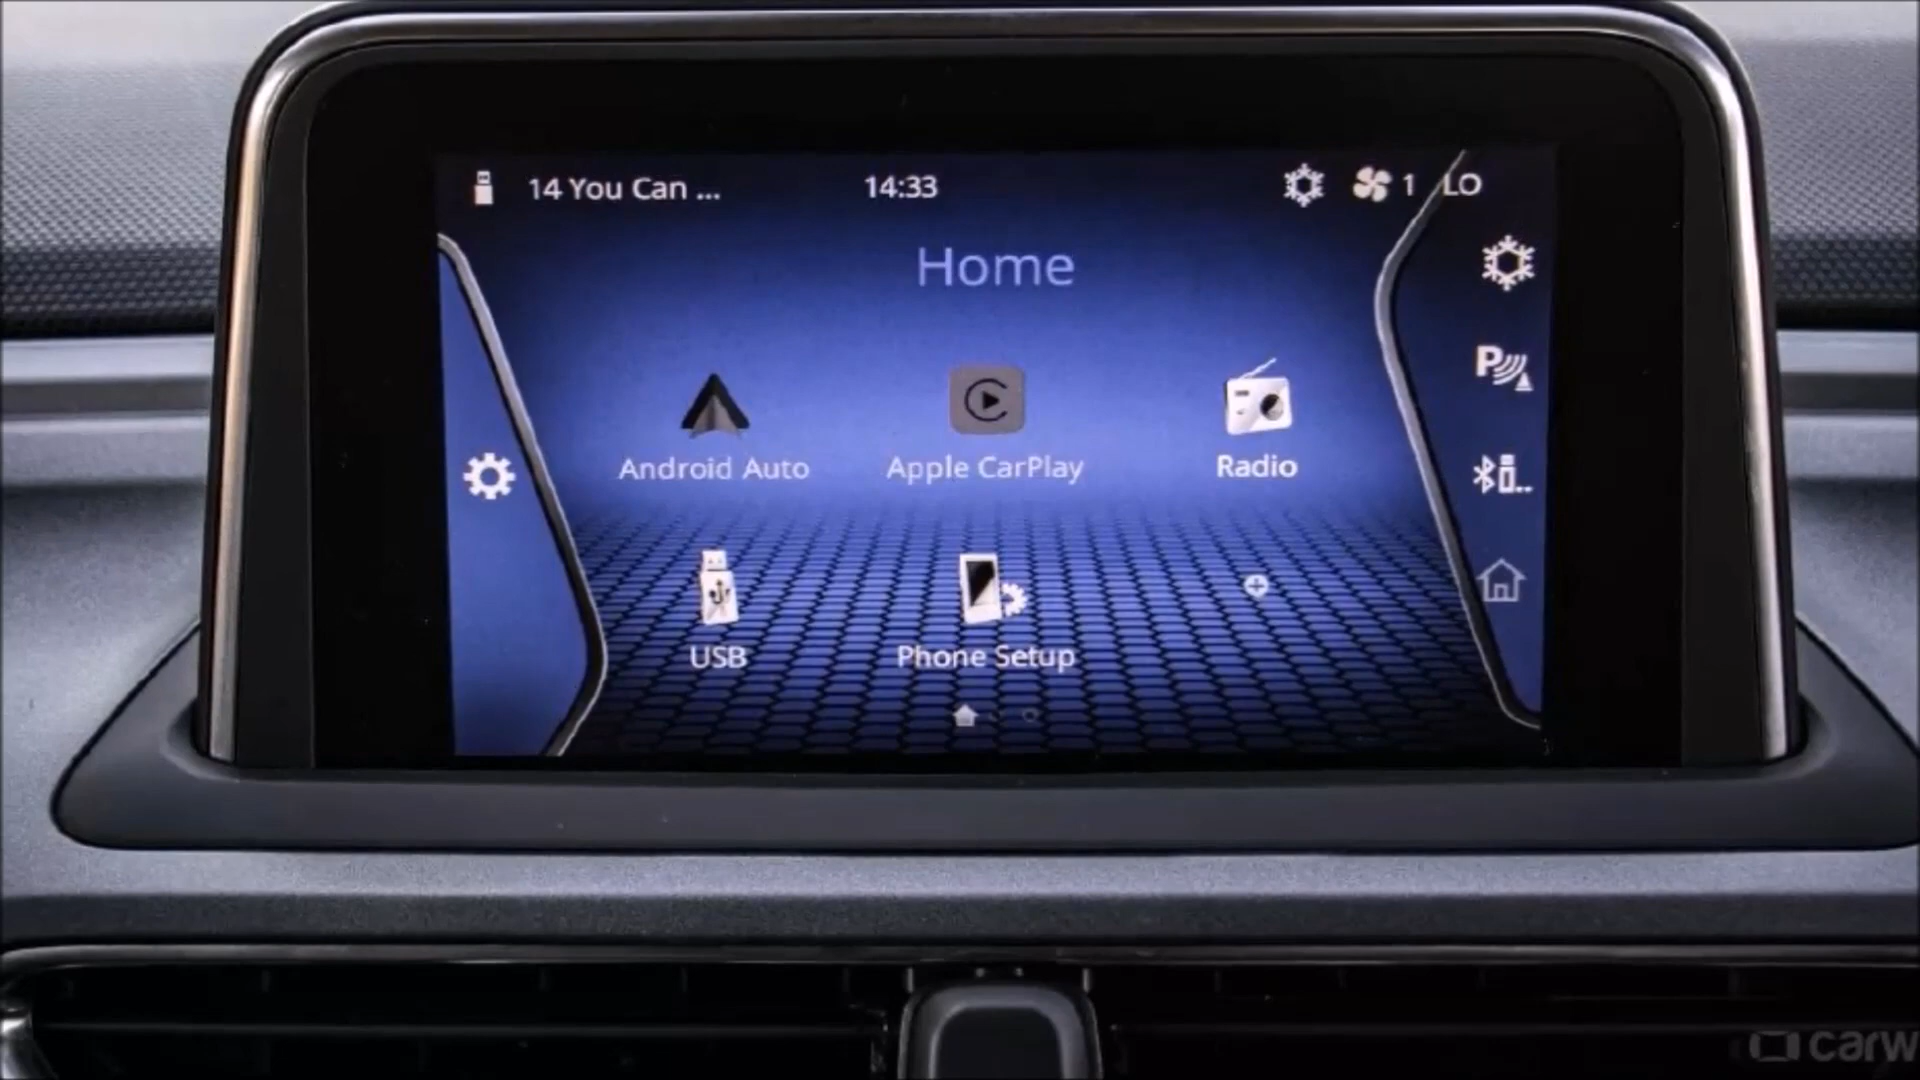 14 You Can ...
14:33
1
LO
Home
Android Auto
Apple CarPlay
Radio
USB
Phone Setup
P
carw